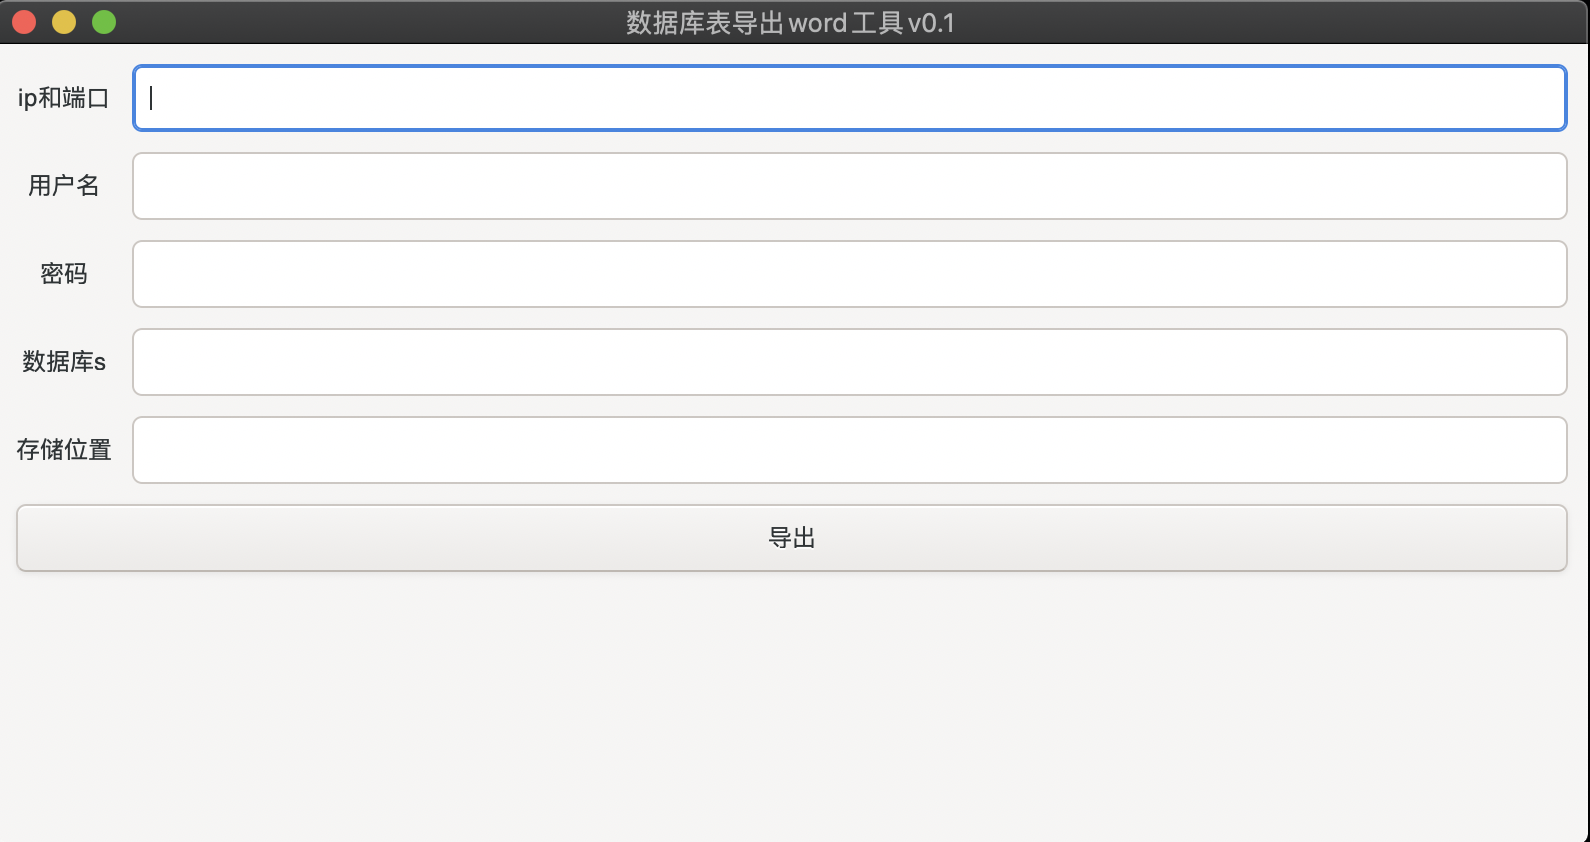 数据库表导出word工具v0.1
ip和端口
用户名
密码
数据库s
存储位置
导出